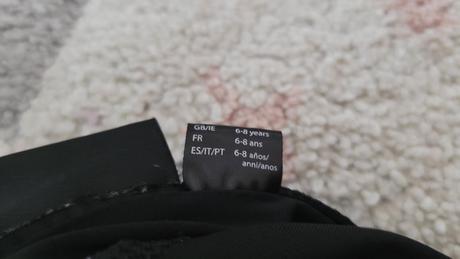 GB/IE 6-8 years
FR 6-8 ans
ES/IT/PT 6-8 años/
anni/anos